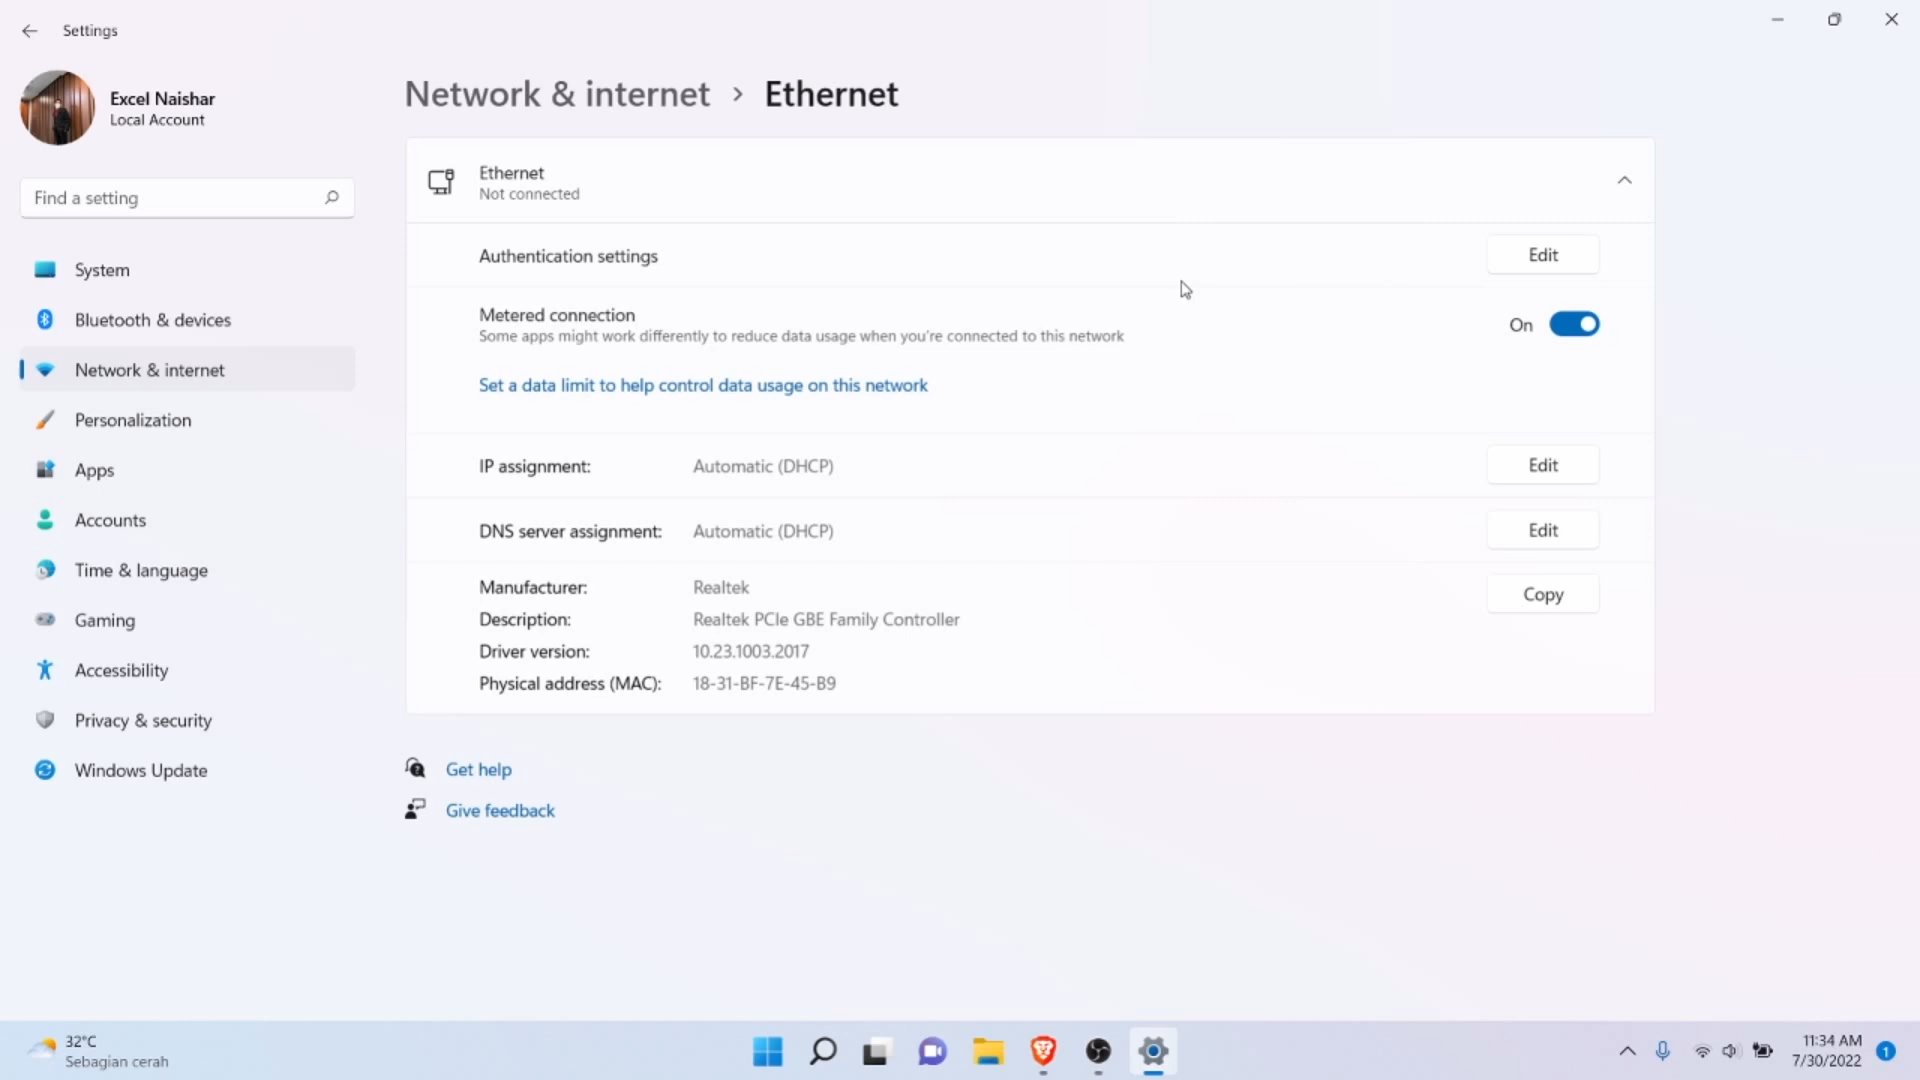 Settings
Excel Naishar
Local Account
Find a setting
System
Bluetooth & devices
Network & internet
Personalization
Apps
Accounts
Time & language
Gaming
Accessibility
Privacy & security
Windows Update
Network & internet > Ethernet
Ethernet
Not connected
Authentication settings
Edit
Metered connection
Some apps might work differently to reduce data usage when you're connected to this network
On
Set a data limit to help control data usage on this network
IP assignment: Automatic (DHCP)
Edit
DNS server assignment: Automatic (DHCP)
Edit
Manufacturer: Realtek
Copy
Description: Realtek PCIe GBE Family Controller
Driver version: 10.23.1003.2017
Physical address (MAC): 18-31-BF-7E-45-B9
Get help
Give feedback
32°C
Sebagian cerah
11:34 AM
7/30/2022
1